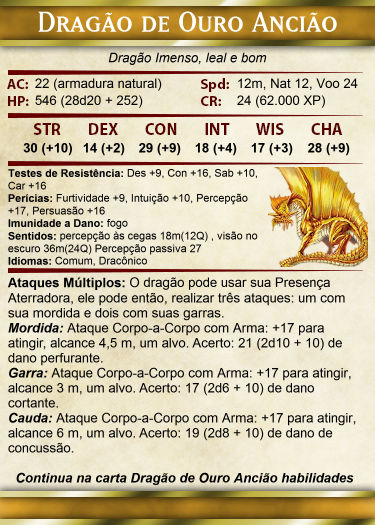 Dragão de Ouro Ancião
Dragão Imenso, leal e bom
AC: 22 (armadura natural) Spd: 12m, Nat 12, Voo 24
HP: 546 (28d20 + 252) CR: 24 (62.000 XP)
STR DEX CON INT WIS CHA
30 (+10) 14 (+2) 29 (+9) 18 (+4) 17 (+3) 28 (+9)
Testes de Resistência: Des +9, Con +16, Sab +10,
Car +16
Perícias: Furtividade +9, Intuição +10, Percepção
+17, Persuasão +16
Imunidade a Dano: fogo
Sentidos: percepção às cegas 18m(12Q) , visão no
escuro 36m(24Q) Percepção passiva 27
Idiomas: Comum, Dracônico
Ataques Múltiplos: O dragão pode usar sua Presença
Aterradora, ele pode então, realizar três ataques: um com
sua mordida e dois com suas garras.
Mordida: Ataque Corpo-a-Corpo com Arma: +17 para
atingir, alcance 4,5 m, um alvo. Acerto: 21 (2d10 + 10) de
dano perfurante.
Garra: Ataque Corpo-a-Corpo com Arma: +17 para atingir,
alcance 3 m, um alvo. Acerto: 17 (2d6 + 10) de dano
cortante.
Cauda: Ataque Corpo-a-Corpo com Arma: +17 para atingir,
alcance 6 m, um alvo. Acerto: 19 (2d8 + 10) de dano de
concussão.
Continua na carta Dragão de Ouro Ancião habilidades